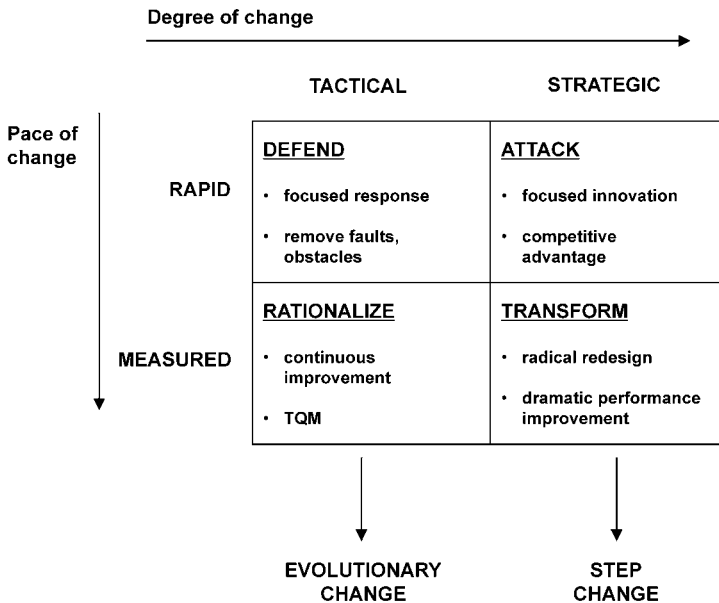 Degree of change
TACTICAL
STRATEGIC
Pace of
change
RAPID
DEFEND
• focused response
• remove faults,
obstacles
ATTACK
• focused innovation
• competitive
advantage
MEASURED
RATIONALIZE
• continuous
improvement
• TQM
TRANSFORM
• radical redesign
• dramatic performance
improvement
EVOLUTIONARY
CHANGE
STEP
CHANGE